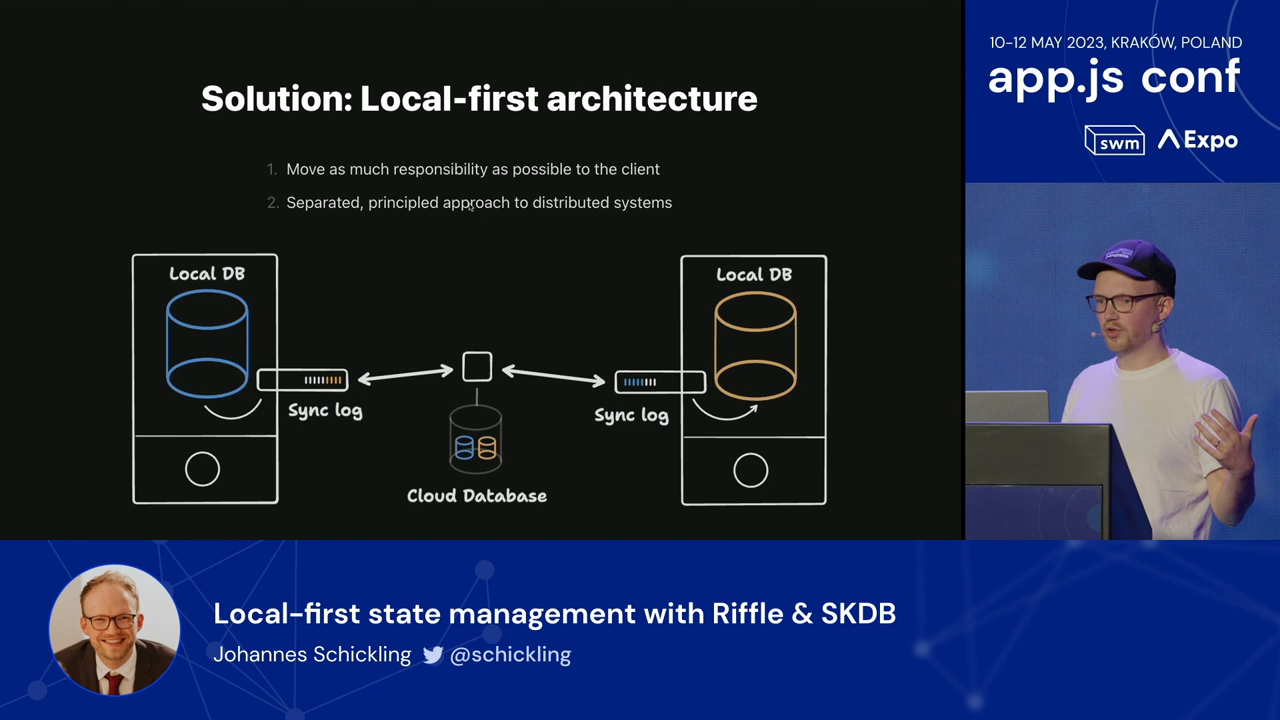 Solution: Local-first architecture
1. Move as much responsibility as possible to the client
2. Separated, principled approach to distributed systems
Local DB
Sync log
Cloud Database
Local DB
Sync log
10-12 MAY 2023, KRAKÓW, POLAND
app.js conf
swm Expo
Local-first state management with Riffle & SKDB
Johannes Schickling @schickling